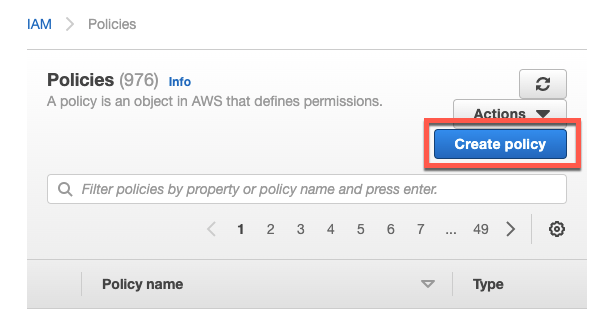 IAM > Policies
Policies (976) Info
A policy is an object in AWS that defines permissions.
Actions
Create policy
Filter policies by property or policy name and press enter.
< 1 2 3 4 5 6 7 ... 49 >
Policy name Type